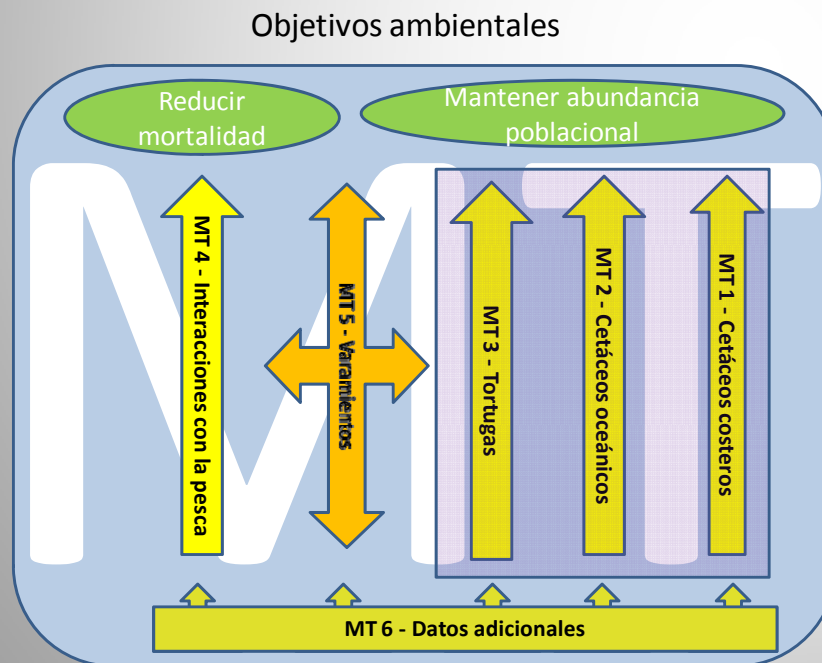 Objetivos ambientales
Reducir
mortalidad
Mantener abundancia
poblacional
MT
MT 4 - Interacciones con la pesca
MT 5 - Varamientos
MT 3 - Tortugas
MT 2 - Cetáceos oceánicos
MT 1 - Cetáceos costeros
MT 6 - Datos adicionales